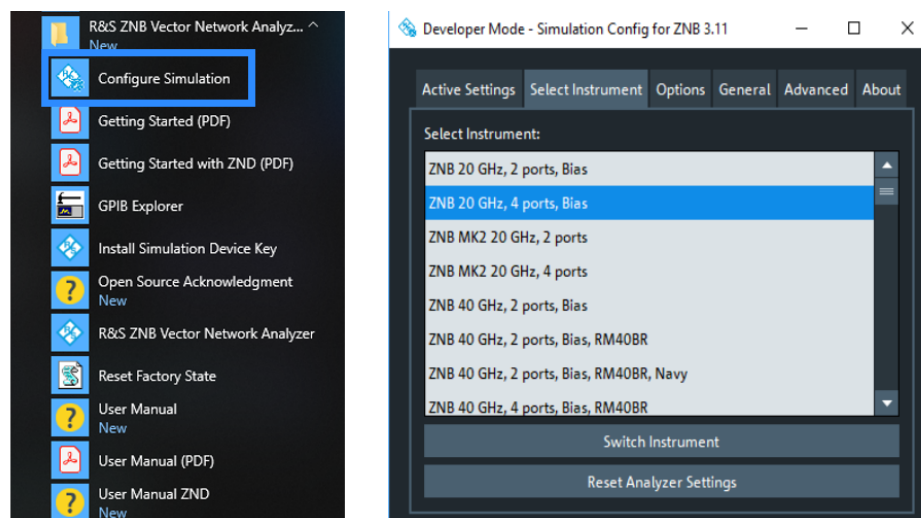 R&S ZNB Vector Network Analyz...
New
Configure Simulation
Getting Started (PDF)
Getting Started with ZND (PDF)
GPIB Explorer
Install Simulation Device Key
Open Source Acknowledgment
New
R&S ZNB Vector Network Analyzer
Reset Factory State
User Manual
New
User Manual (PDF)
User Manual ZND
New
Developer Mode - Simulation Config for ZNB 3.11
Active Settings Select Instrument Options General Advanced About
Select Instrument:
ZNB 20 GHz, 2 ports, Bias
ZNB 20 GHz, 4 ports, Bias
ZNB MK2 20 GHz, 2 ports
ZNB MK2 20 GHz, 4 ports
ZNB 40 GHz, 2 ports, Bias
ZNB 40 GHz, 2 ports, Bias, RM40BR
ZNB 40 GHz, 2 ports, Bias, RM40BR, Navy
ZNB 40 GHz, 4 ports, Bias, RM40BR
Switch Instrument
Reset Analyzer Settings